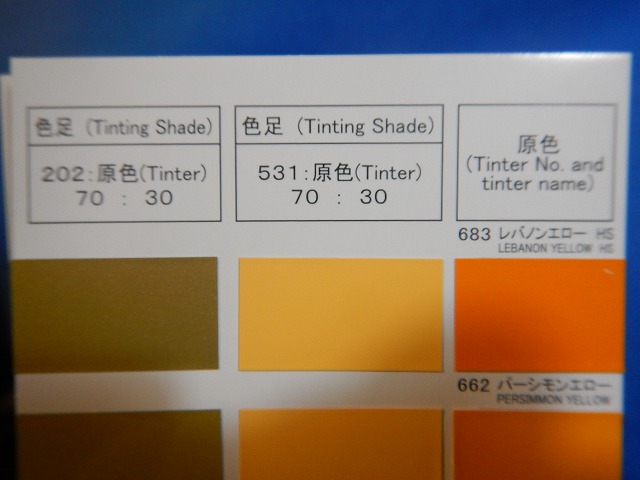 色足 (Tinting Shade)
202:原色(Tinter)
70 : 30
色足 (Tinting Shade)
531:原色(Tinter)
70 : 30
原色
(Tinter No. and
tinter name)
683 レバノンエロー HS
LEBANON YELLOW HS
662 パーシモンエロー
PERSIMMON YELLOW